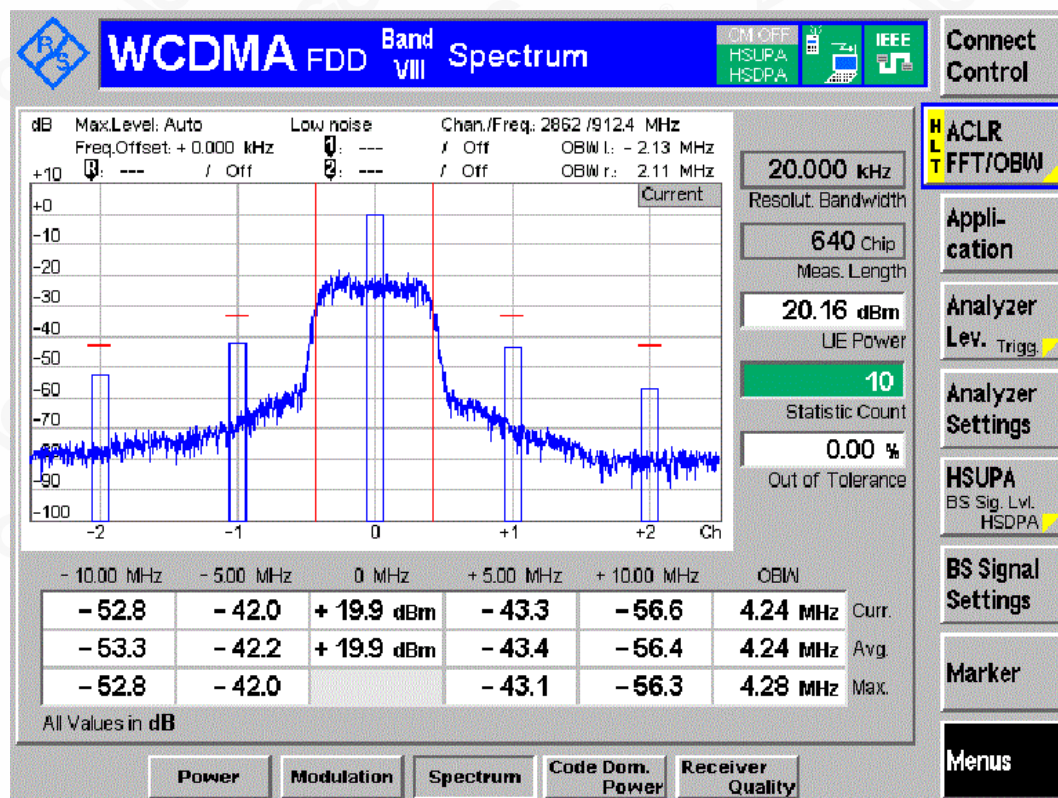 R&S
WCDMA FDD Band VIII Spectrum
CM OFF
HSUPA
HSDPA
IEEE
Connect Control
dB Max.Level: Auto Low noise Chan./Freq.: 2862 /912.4 MHz
Freq.Offset: + 0.000 kHz 1: --- / Off OBW l.: - 2.13 MHz
R: --- / Off 2: --- / Off OBW r.: 2.11 MHz
Current
+10
+0
-10
-20
-30
-40
-50
-60
-70
-90
-100
-2 -1 0 +1 +2 Ch
20.000 kHz
Resolut. Bandwidth
640 Chip
Meas. Length
20.16 dBm
UE Power
10
Statistic Count
0.00 %
Out of Tolerance
- 10.00 MHz - 5.00 MHz 0 MHz + 5.00 MHz + 10.00 MHz OBW
- 52.8 - 42.0 + 19.9 dBm - 43.3 - 56.6 4.24 MHz Curr.
- 53.3 - 42.2 + 19.9 dBm - 43.4 - 56.4 4.24 MHz Avg.
- 52.8 - 42.0 - 43.1 - 56.3 4.28 MHz Max.
All Values in dB
HLT
ACLR
FFT/OBW
Appli-
cation
Analyzer
Lev. Trigg.
Analyzer
Settings
HSUPA
BS Sig. Lvl.
HSDPA
BS Signal
Settings
Marker
Menus
Power Modulation Spectrum Code Dom. Power Receiver Quality